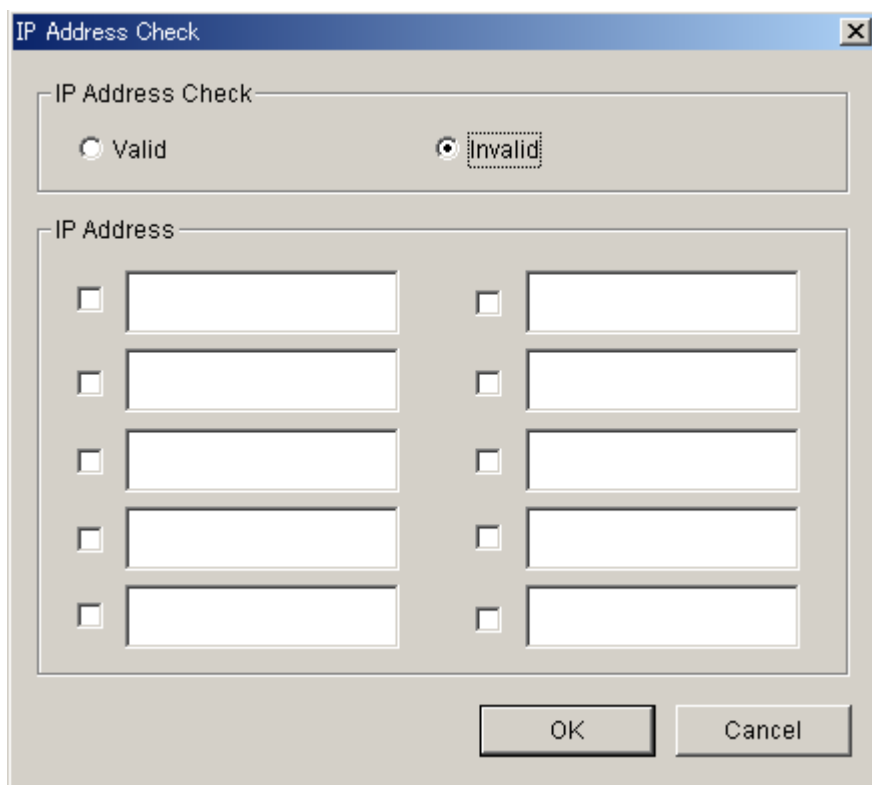 IP Address Check
IP Address Check
Valid Invalid
IP Address
OK Cancel